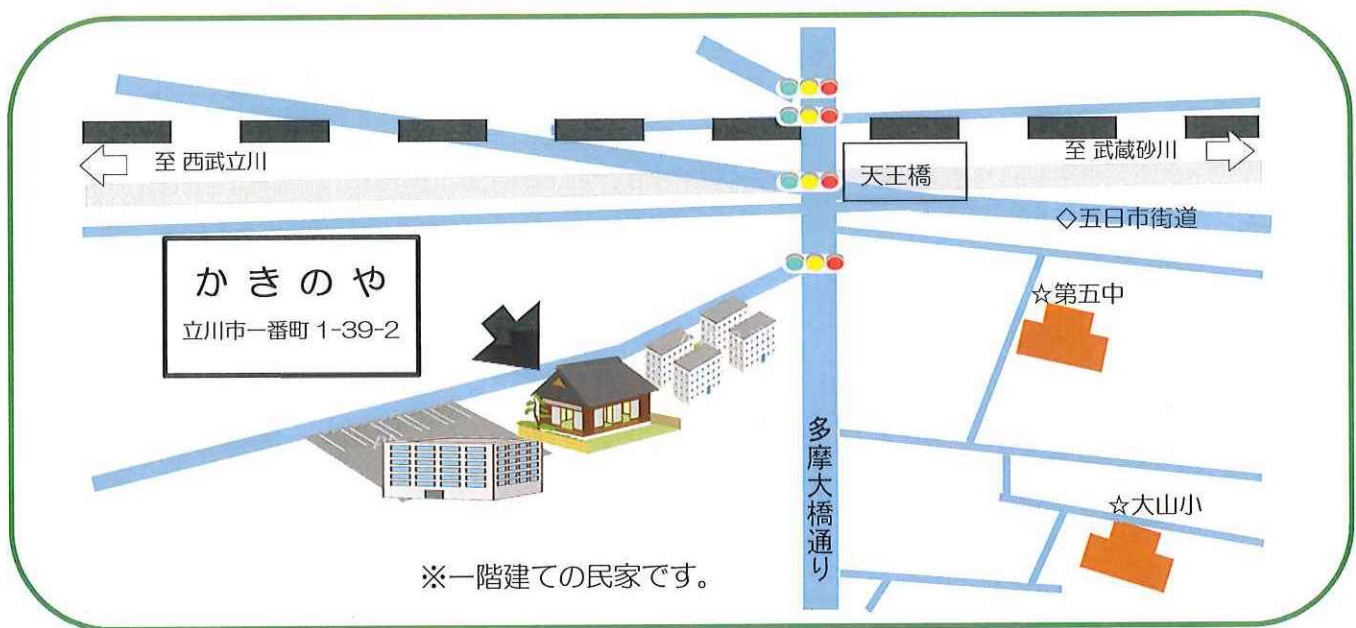 至 西武立川
天王橋
至 武蔵砂川
◇五日市街道
かきのや
立川市一番町 1-39-2
☆第五中
多摩大橋通り
☆大山小
※一階建ての民家です。